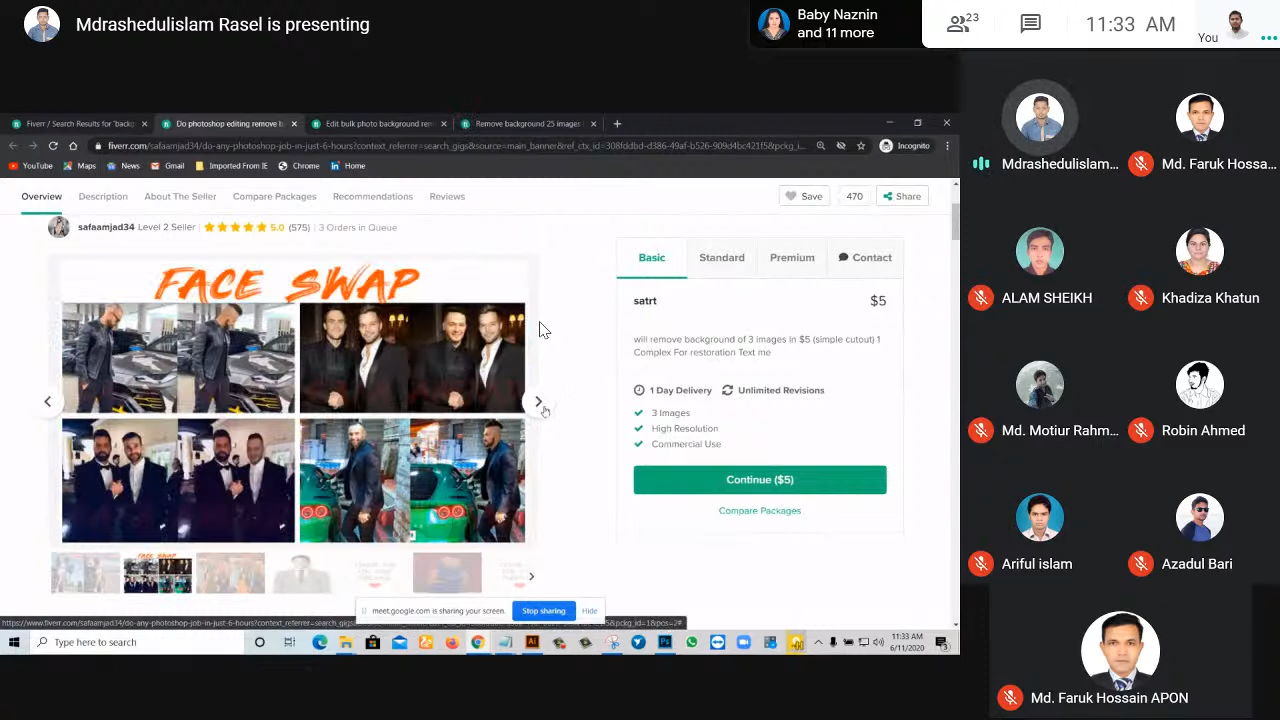 Mdrashedulislam Rasel is presenting
Baby Naznin
and 11 more
23
11:33 AM
You
Fiverr / Search Results for 'backg
Do photoshop editing remove b
Edit bulk photo background rem
Remove background 25 images
Incognito
YouTube
Maps
News
Gmail
Imported From IE
Chrome
Home
Overview
Description
About The Seller
Compare Packages
Recommendations
Reviews
Save
470
Share
safaamjad34 Level 2 Seller
5.0 (575)
3 Orders in Queue
FACE SWAP
Basic
Standard
Premium
Contact
satrt
$5
will remove background of 3 images in $5 (simple cutout) 1
Complex For restoration Text me
1 Day Delivery
Unlimited Revisions
3 Images
High Resolution
Commercial Use
Continue ($5)
Compare Packages
FACE SWAP
meet.google.com is sharing your screen.
Stop sharing
Hide
Type here to search
11:33 AM
6/11/2020
Mdrashedulislam...
Md. Faruk Hossa...
ALAM SHEIKH
Khadiza Khatun
Md. Motiur Rahm...
Robin Ahmed
Ariful islam
Azadul Bari
Md. Faruk Hossain APON